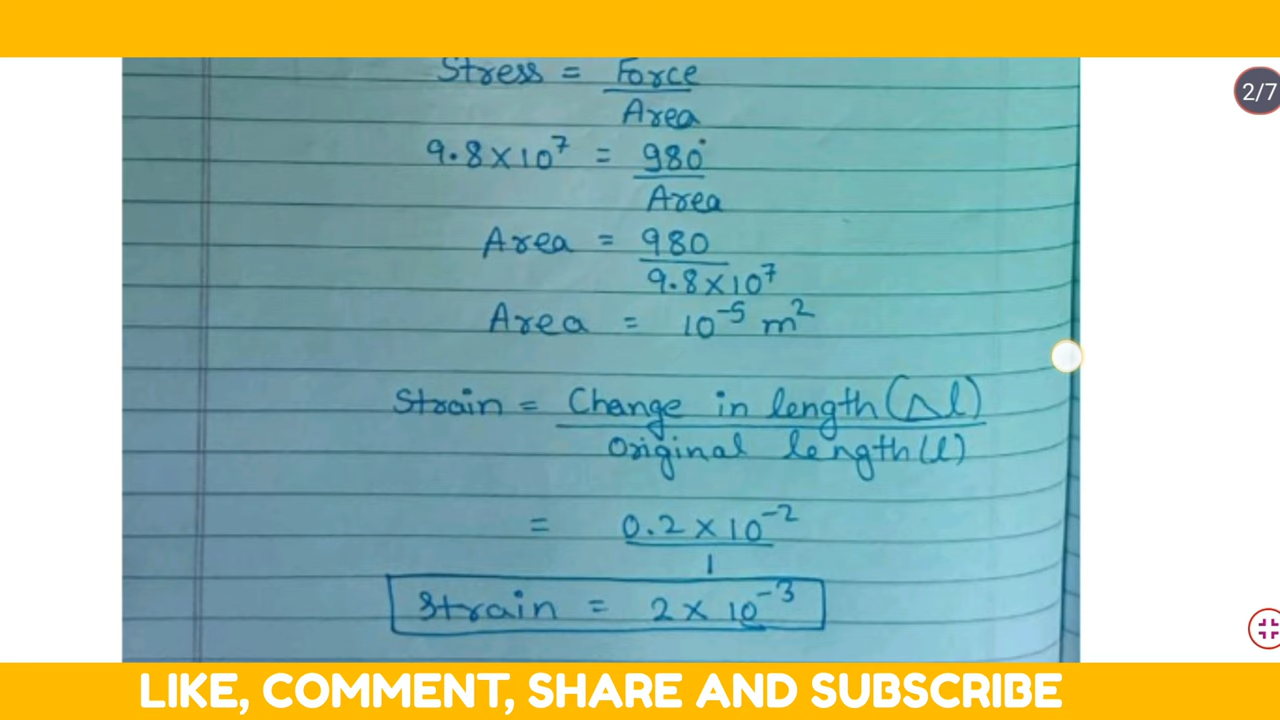 Stress = Force / Area
9.8×10⁷ = 980 / Area
Area = 980 / 9.8×10⁷
Area = 10⁻⁵ m²
Strain = Change in length(Δl) / Original length(l)
= 0.2×10⁻² / 1
Strain = 2×10⁻³
2/7
LIKE, COMMENT, SHARE AND SUBSCRIBE